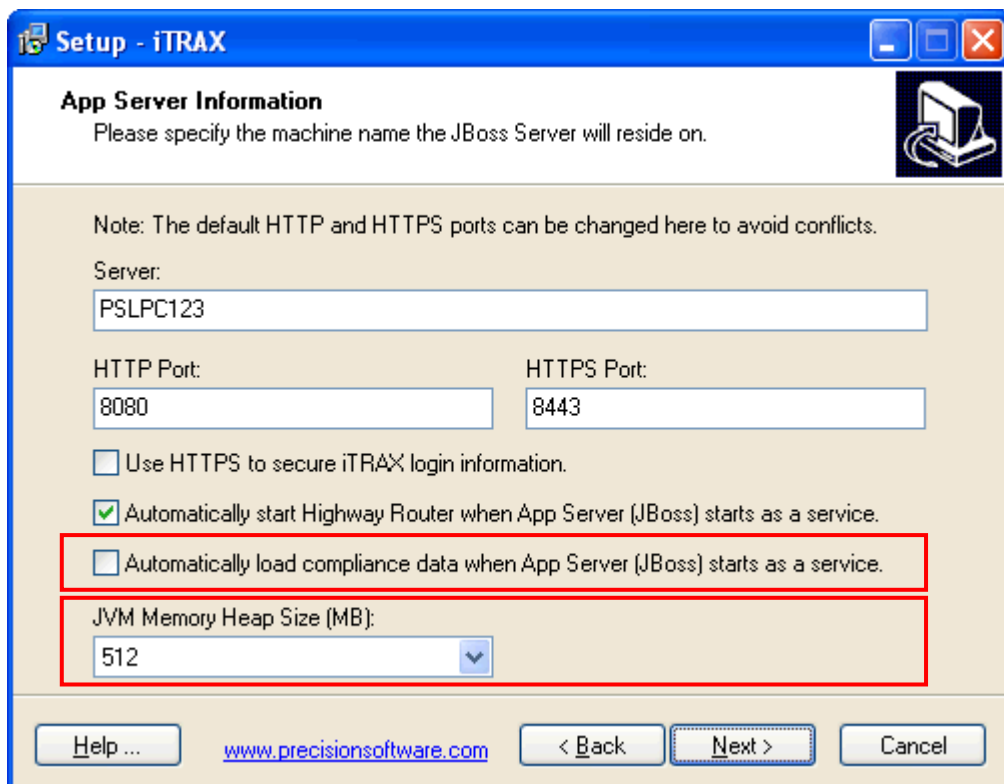 Setup - iTRAX
App Server Information
Please specify the machine name the JBoss Server will reside on.
Note: The default HTTP and HTTPS ports can be changed here to avoid conflicts.
Server:
PSLPC123
HTTP Port: HTTPS Port:
8080 8443
Use HTTPS to secure iTRAX login information.
Automatically start Highway Router when App Server (JBoss) starts as a service.
Automatically load compliance data when App Server (JBoss) starts as a service.
JVM Memory Heap Size (MB):
512
Help ... www.precisionsoftware.com < Back Next > Cancel